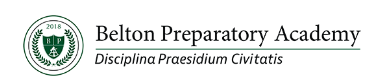 2018
B P
Belton Preparatory Academy
Disciplina Praesidium Civitatis